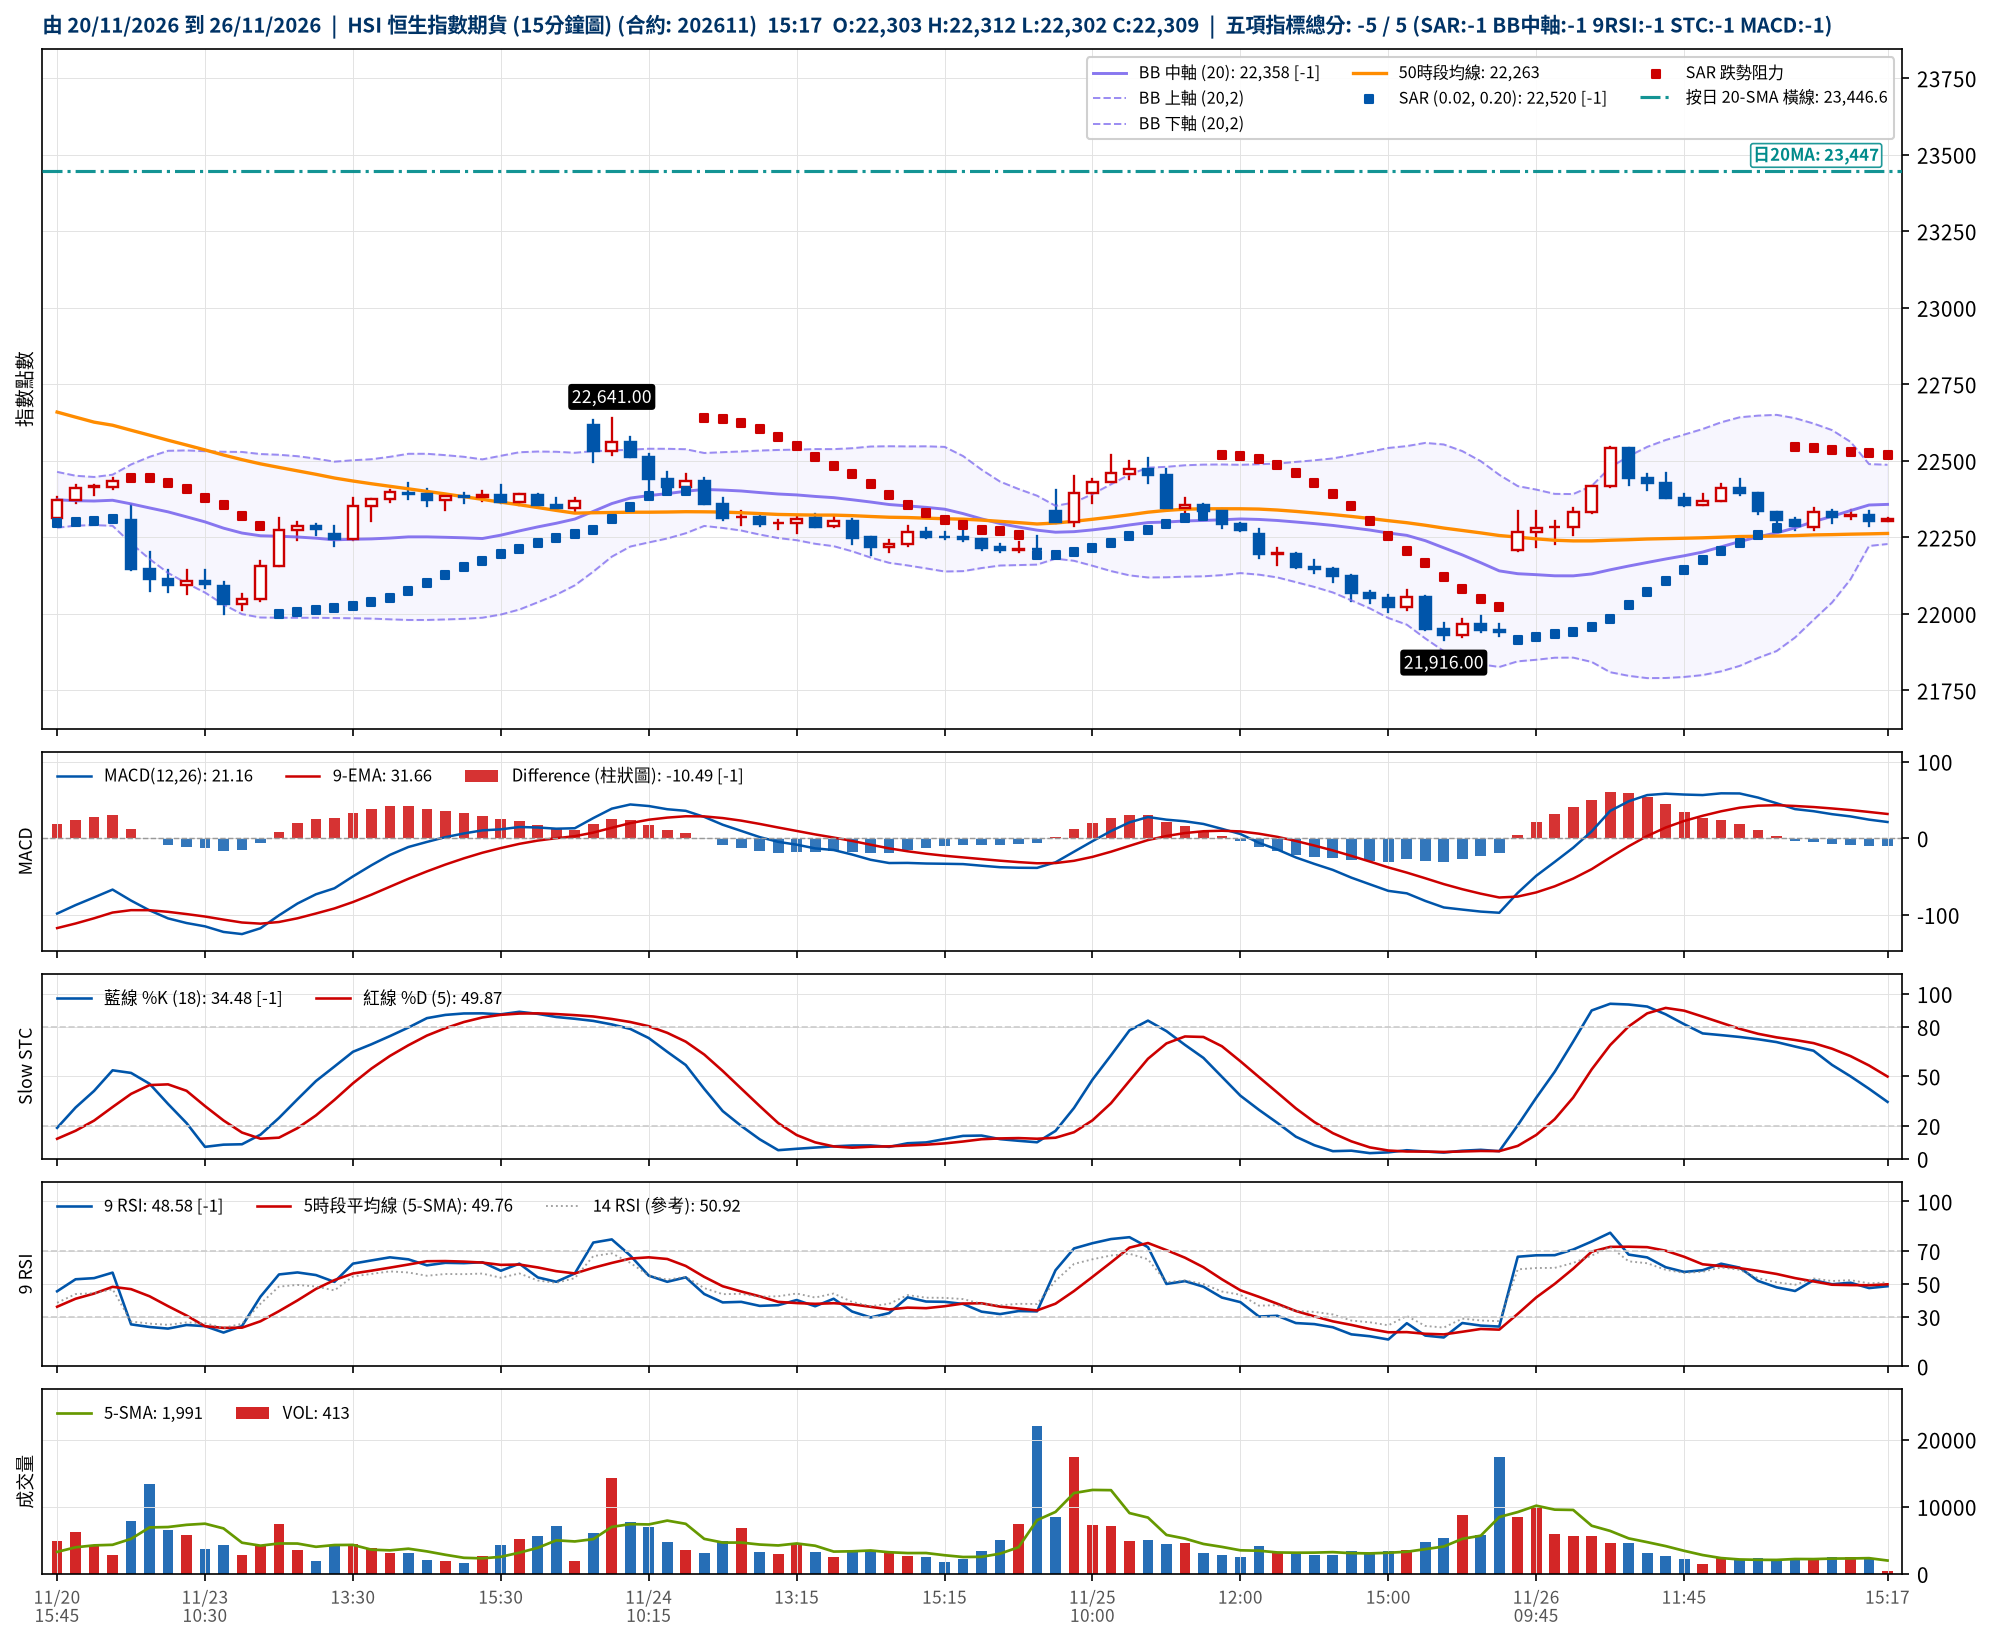 由 20/11/2026 到 26/11/2026 | HSI 恒生指數期貨 (15分鐘圖) (合約: 202611) 15:17 O:22,303 H:22,312 L:22,302 C:22,309 | 五項指標總分: -5 / 5 (SAR:-1 BB中軸:-1 9RSI:-1 STC:-1 MACD:-1)
BB 中軸 (20): 22,358 [-1]
BB 上軸 (20,2)
BB 下軸 (20,2)
50時段均線: 22,263
SAR (0.02, 0.20): 22,520 [-1]
SAR 跌勢阻力
按日 20-SMA 橫線: 23,446.6
日20MA: 23,447
22,641.00
21,916.00
指數點數
23750
23500
23250
23000
22750
22500
22250
22000
21750
MACD(12,26): 21.16
9-EMA: 31.66
Difference (柱狀圖): -10.49 [-1]
MACD
100
0
-100
藍線 %K (18): 34.48 [-1]
紅線 %D (5): 49.87
Slow STC
100
80
50
20
0
9 RSI: 48.58 [-1]
5時段平均線 (5-SMA): 49.76
14 RSI (參考): 50.92
9 RSI
100
70
50
30
0
5-SMA: 1,991
VOL: 413
成交量
20000
10000
0
11/20
15:45
11/23
10:30
13:30
15:30
11/24
10:15
13:15
15:15
11/25
10:00
12:00
15:00
11/26
09:45
11:45
15:17